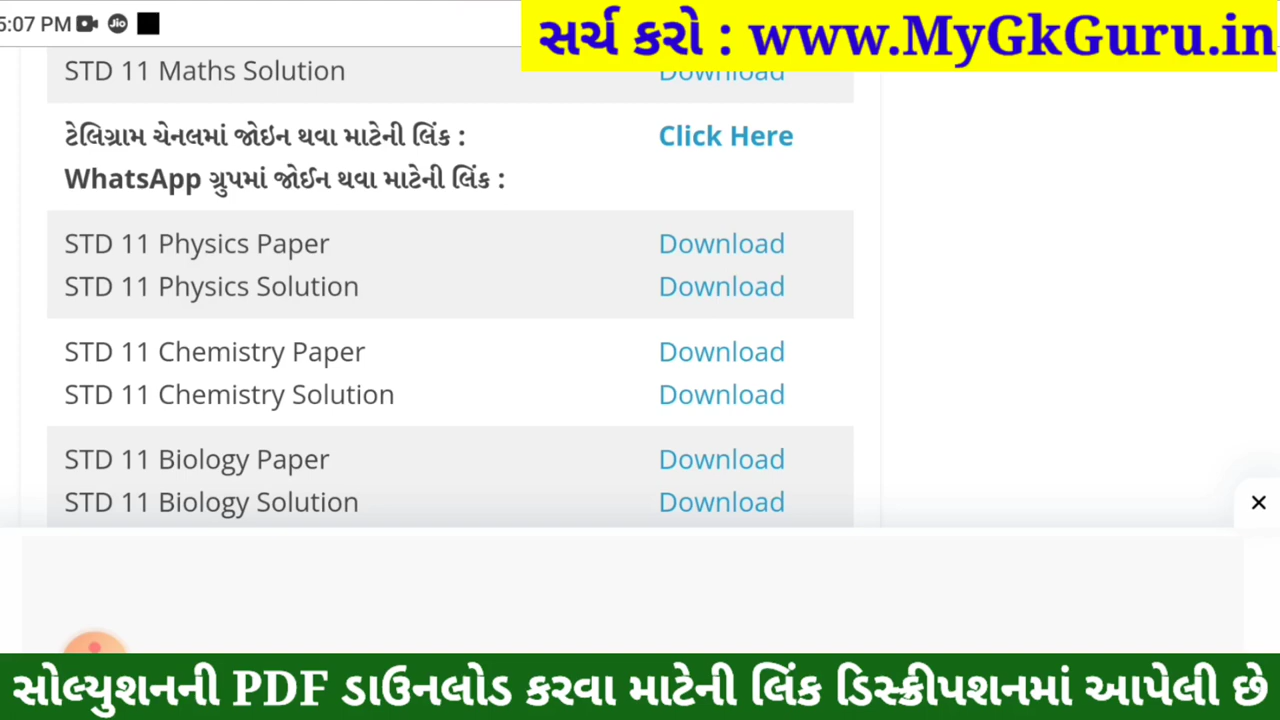 5:07 PM
સર્ચ કરો : www.MyGkGuru.in
STD 11 Maths Solution Download
ટેલિગ્રામ ચેનલમાં જોઇન થવા માટેની લિંક : Click Here
WhatsApp ગ્રુપમાં જોઈન થવા માટેની લિંક :
STD 11 Physics Paper Download
STD 11 Physics Solution Download
STD 11 Chemistry Paper Download
STD 11 Chemistry Solution Download
STD 11 Biology Paper Download
STD 11 Biology Solution Download
સોલ્યુશનની PDF ડાઉનલોડ કરવા માટેની લિંક ડિસ્ક્રીપશનમાં આપેલી છે